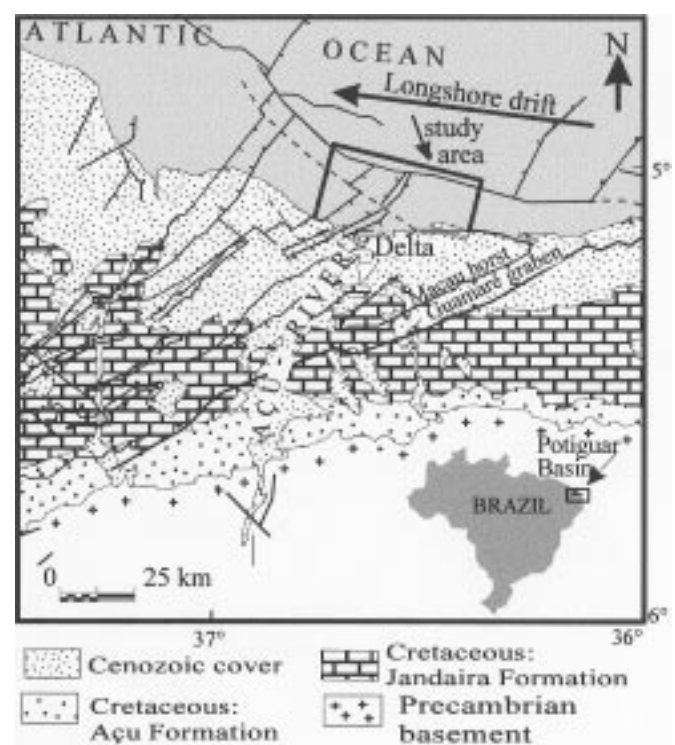 ATLANTIC
OCEAN
N
Longshore drift
study
area
5°
Delta
Macau horst
Guamaré graben
AÇU RIVER
Potiguar
Basin
BRAZIL
0 25 km
6°
37° 36°
Cenozoic cover
Cretaceous:
Jandaira Formation
Cretaceous:
Açu Formation
Precambrian
basement